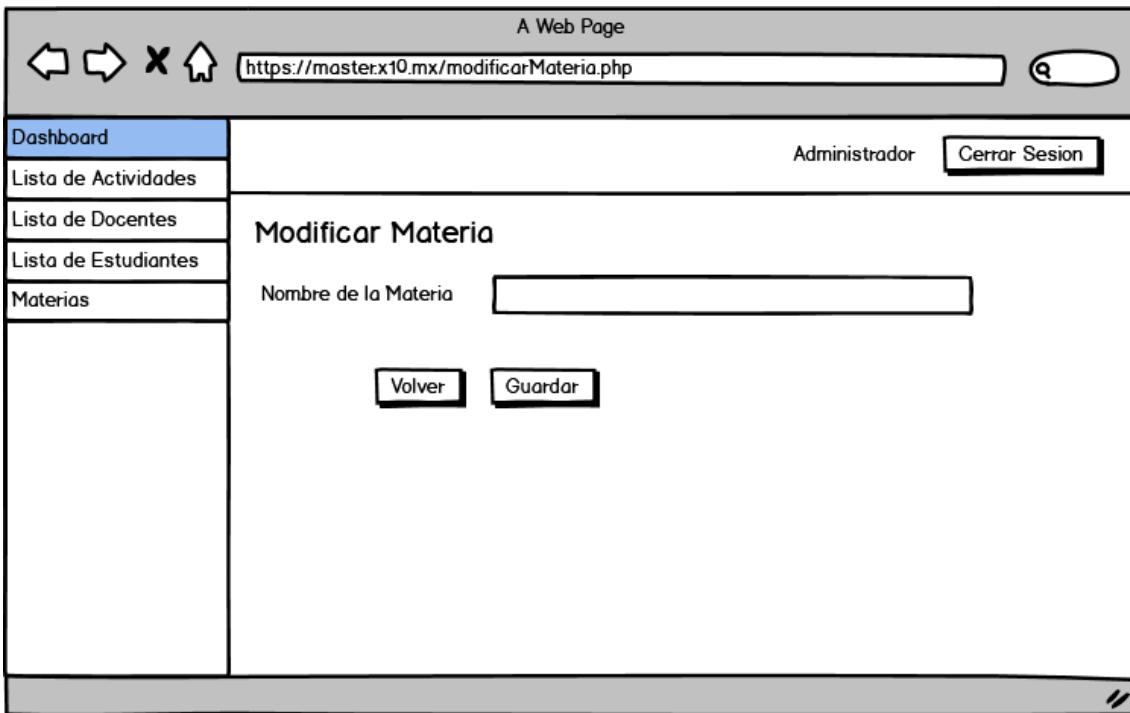 A Web Page
https://master.x10.mx/modificarMateria.php
Dashboard
Lista de Actividades
Lista de Docentes
Lista de Estudiantes
Materias
Administrador
Cerrar Sesion
Modificar Materia
Nombre de la Materia
Volver
Guardar